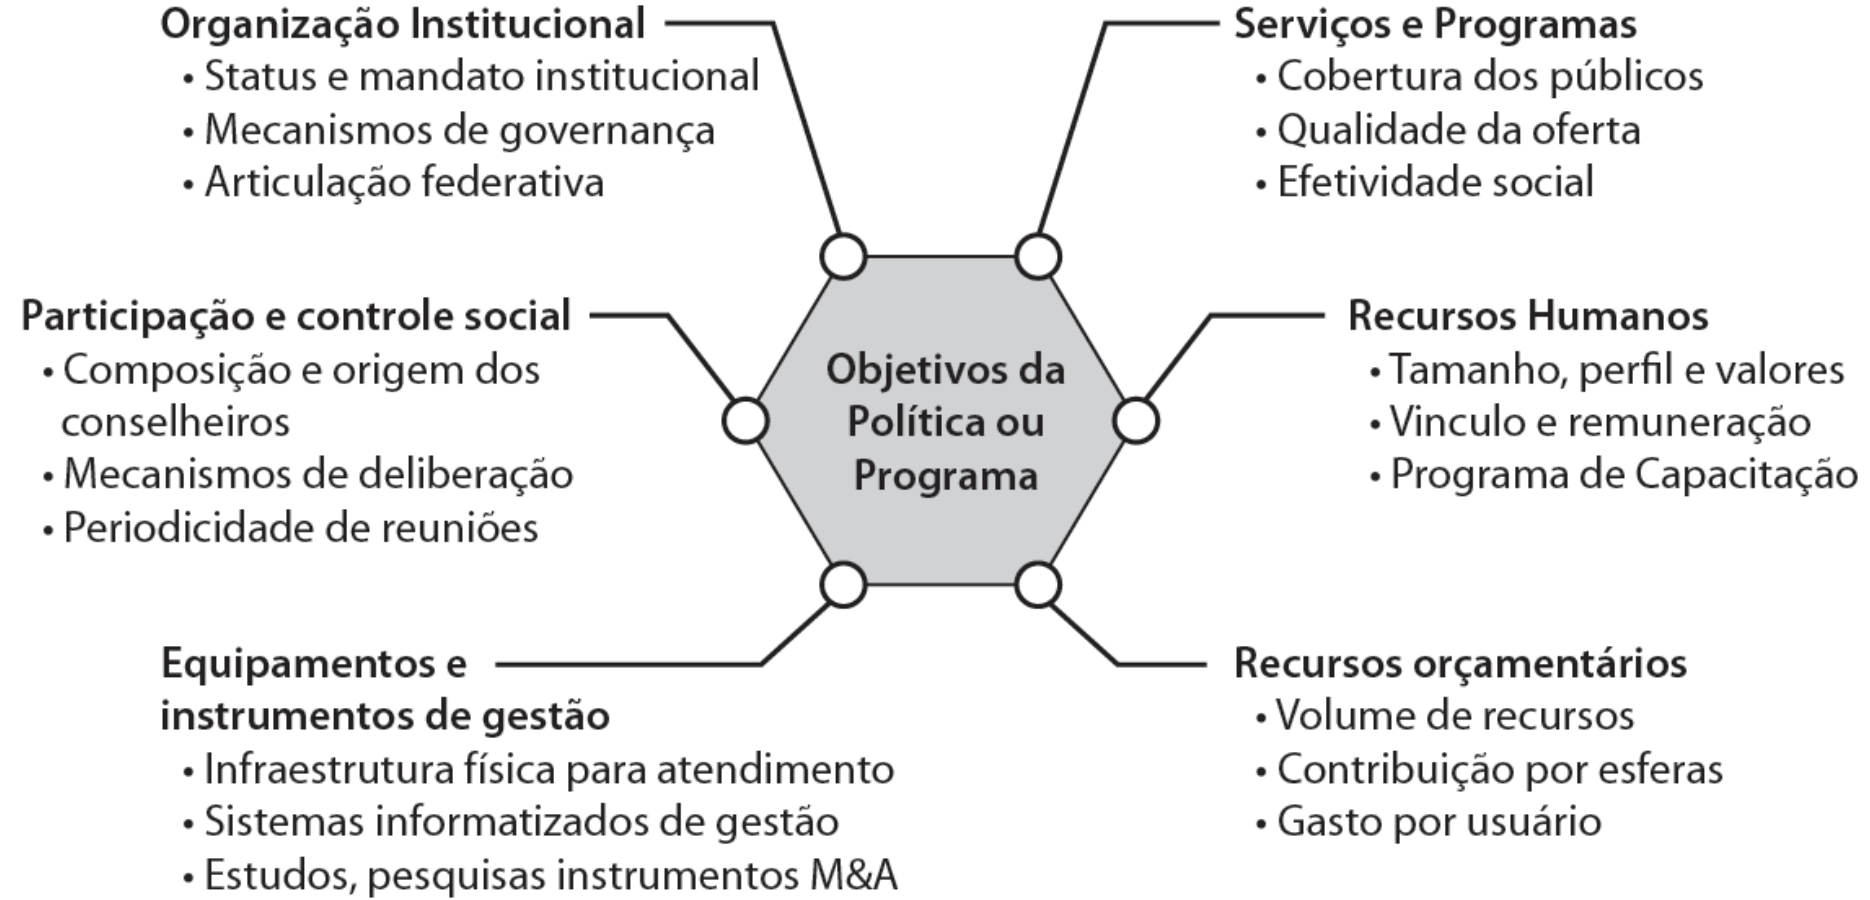 Organização Institucional
• Status e mandato institucional
• Mecanismos de governança
• Articulação federativa
Serviços e Programas
• Cobertura dos públicos
• Qualidade da oferta
• Efetividade social
Participação e controle social
• Composição e origem dos
conselheiros
• Mecanismos de deliberação
• Periodicidade de reuniões
Objetivos da
Política ou
Programa
Recursos Humanos
• Tamanho, perfil e valores
• Vinculo e remuneração
• Programa de Capacitação
Equipamentos e
instrumentos de gestão
• Infraestrutura física para atendimento
• Sistemas informatizados de gestão
• Estudos, pesquisas instrumentos M&A
Recursos orçamentários
• Volume de recursos
• Contribuição por esferas
• Gasto por usuário